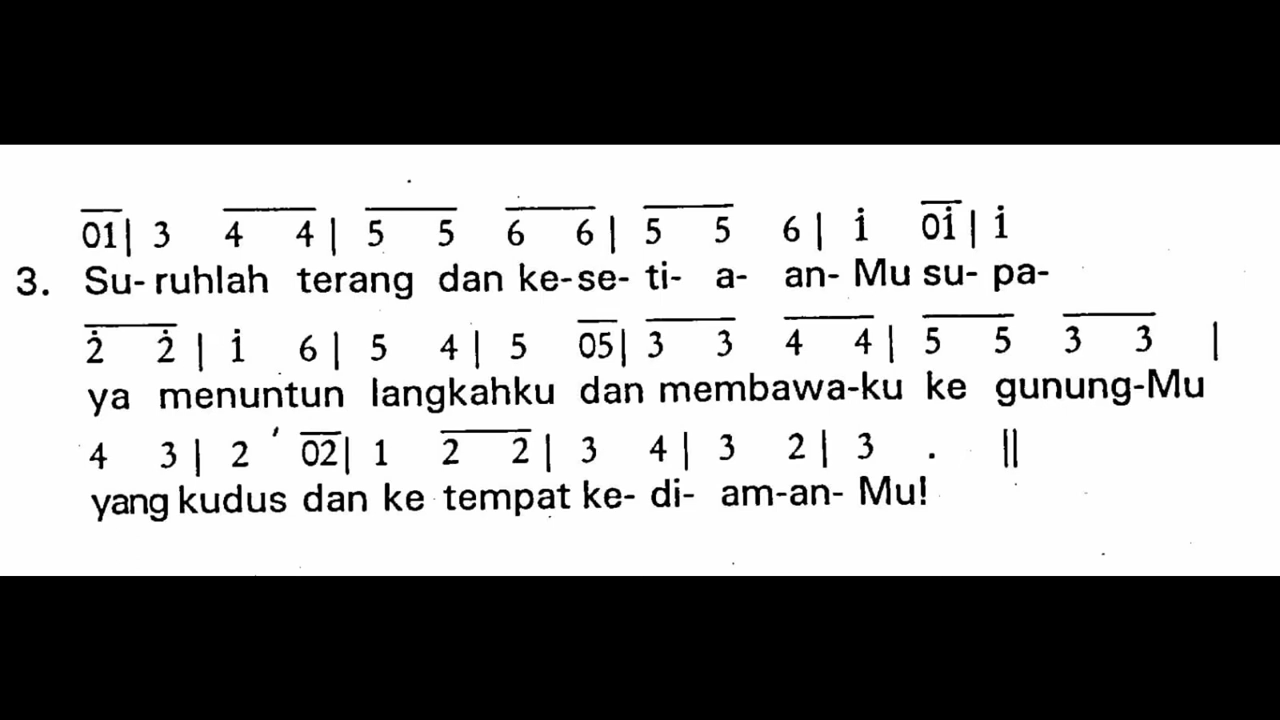 01| 3 4 4| 5 5 6 6| 5 5 6| i 0i| i
3. Su- ruhlah terang dan ke-se- ti- a- an- Mu su- pa-
2̇ 2̇ | i 6| 5 4| 5 05| 3 3 4 4| 5 5 3 3 |
ya menuntun langkahku dan membawa-ku ke gunung-Mu
4 3| 2 ' 02| 1 2 2| 3 4| 3 2| 3 . ||
yang kudus dan ke tempat ke- di- am-an- Mu!